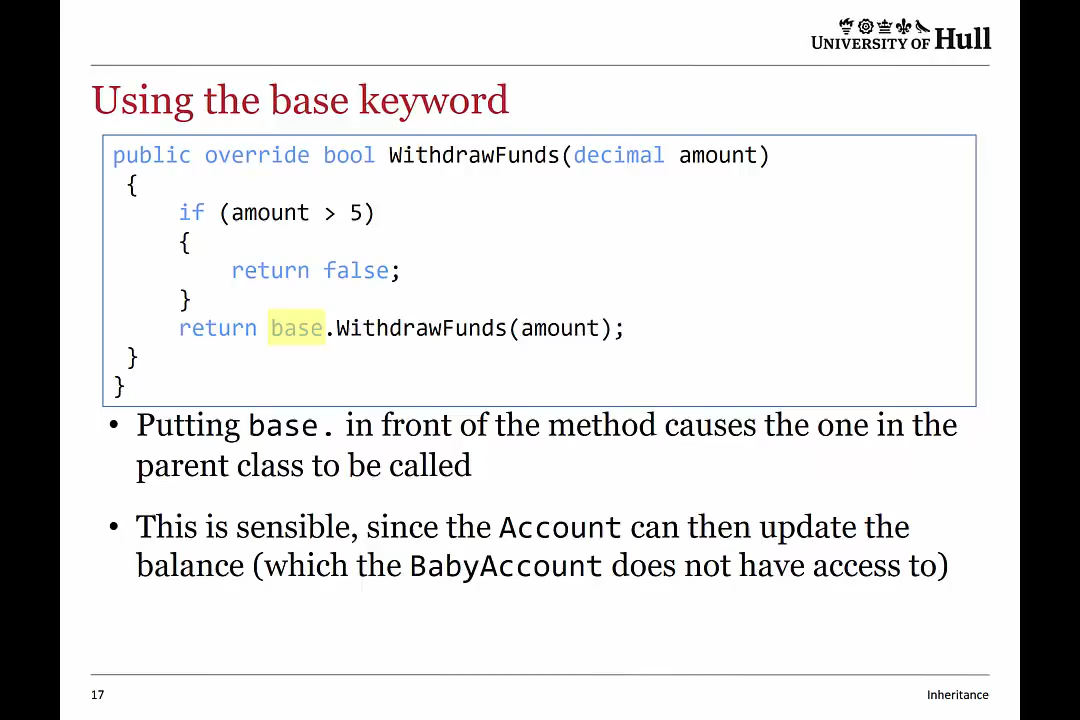 UNIVERSITY OF Hull
Using the base keyword
public override bool WithdrawFunds(decimal amount)
{
if (amount > 5)
{
return false;
}
return base.WithdrawFunds(amount);
}
}
• Putting base. in front of the method causes the one in the
parent class to be called
• This is sensible, since the Account can then update the
balance (which the BabyAccount does not have access to)
17
Inheritance